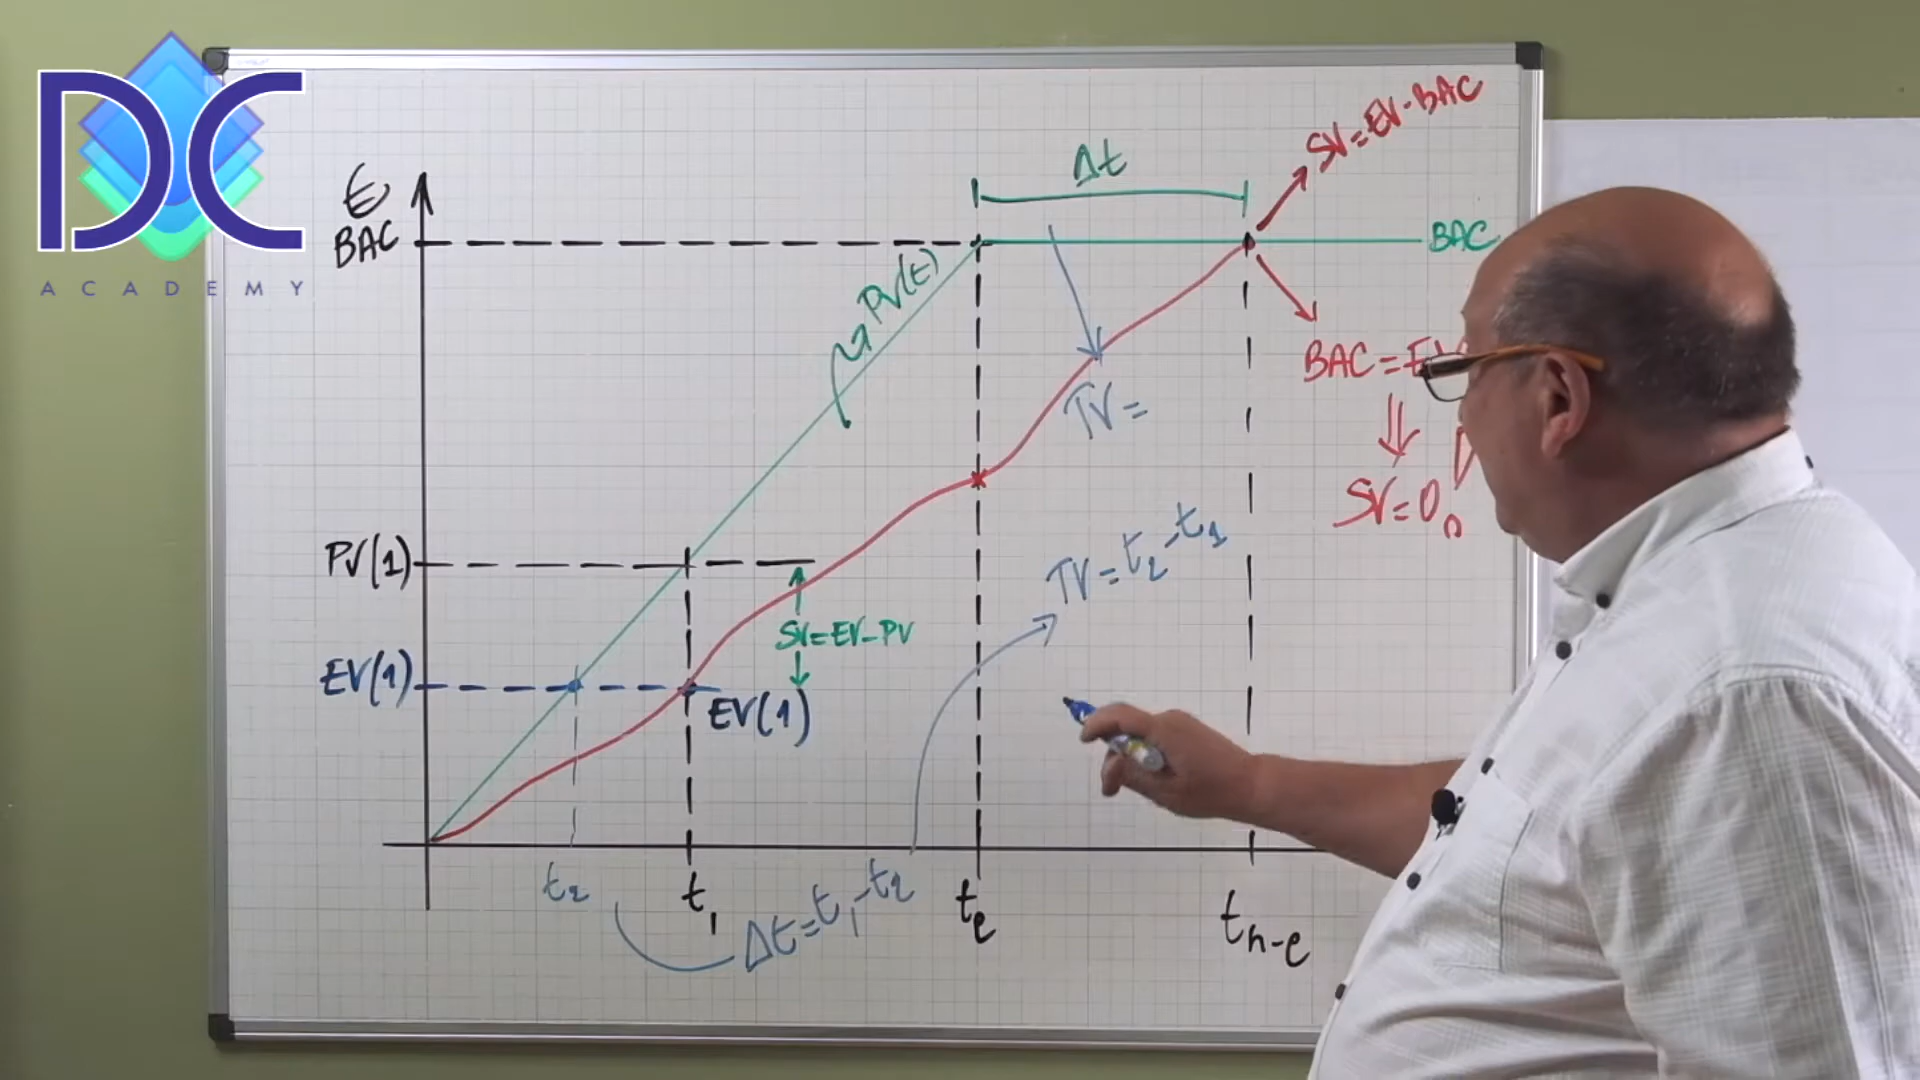 DC
ACADEMY
€
BAC
PV(t)
Δt
SV=EV-BAC
BAC
BAC =
SV=0
TV=
TV=t₂-t₁
PV(1)
SV=EV-PV
EV(1)
EV(1)
t₂
t₁
Δt=t₁-t₂
te
tn-e